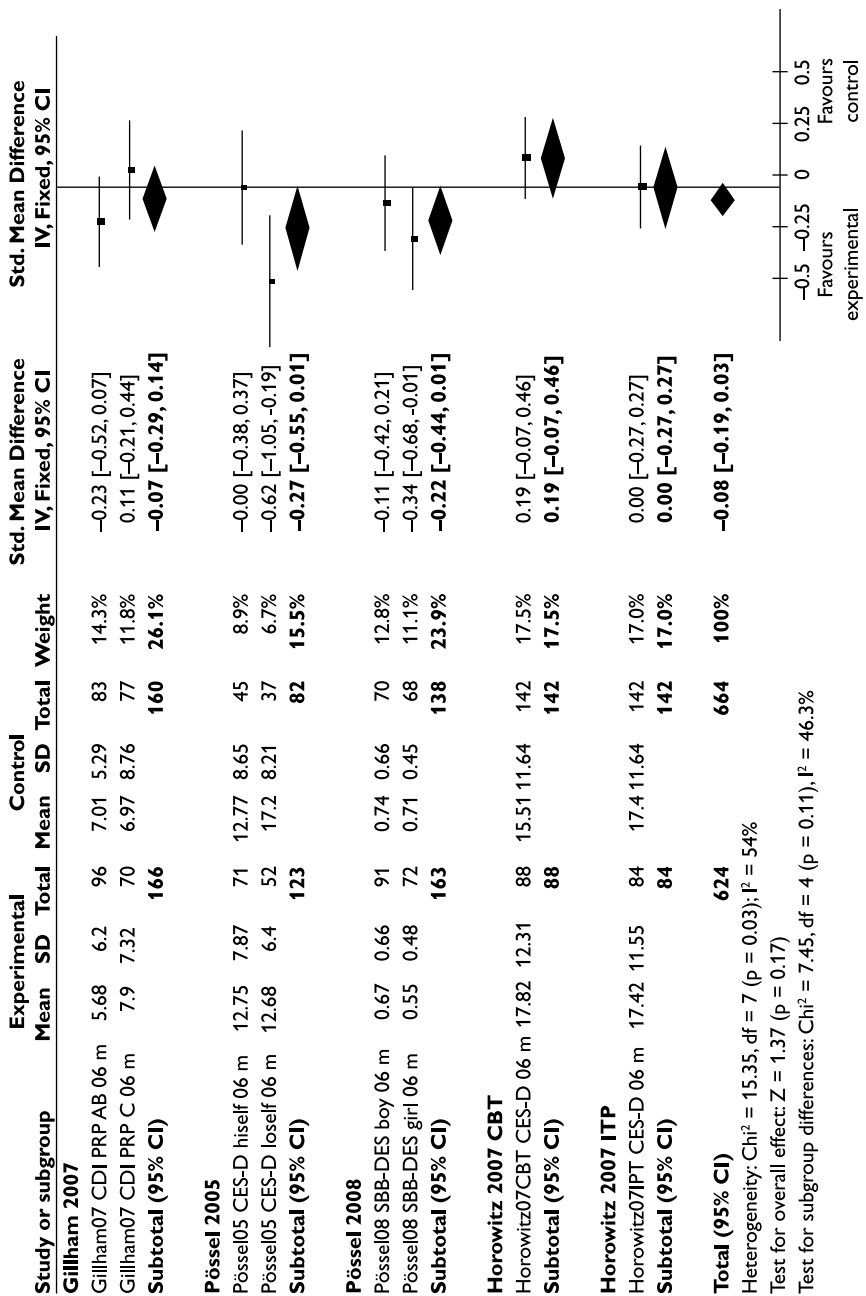 Experimental Control Std. Mean Difference Std. Mean Difference
Study or subgroup Mean SD Total Mean SD Total Weight IV, Fixed, 95% CI IV, Fixed, 95% CI
Gillham 2007
Gillham07 CDI PRP AB 06 m 5.68 6.2 96 7.01 5.29 83 14.3% –0.23 [–0.52, 0.07]
Gillham07 CDI PRP C 06 m 7.9 7.32 70 6.97 8.76 77 11.8% 0.11 [–0.21, 0.44]
Subtotal (95% CI) 166 160 26.1% –0.07 [–0.29, 0.14]
Pössel 2005
Pössel05 CES-D hiself 06 m 12.75 7.87 71 12.77 8.65 45 8.9% –0.00 [–0.38, 0.37]
Pössel05 CES-D loself 06 m 12.68 6.4 52 17.2 8.21 37 6.7% –0.62 [–1.05, -0.19]
Subtotal (95% CI) 123 82 15.5% –0.27 [–0.55, 0.01]
Pössel 2008
Pössel08 SBB-DES boy 06 m 0.67 0.66 91 0.74 0.66 70 12.8% –0.11 [–0.42, 0.21]
Pössel08 SBB-DES girl 06 m 0.55 0.48 72 0.71 0.45 68 11.1% –0.34 [–0.68, -0.01]
Subtotal (95% CI) 163 138 23.9% –0.22 [–0.44, 0.01]
Horowitz 2007 CBT
Horowitz07CBT CES-D 06 m 17.82 12.31 88 15.51 11.64 142 17.5% 0.19 [–0.07, 0.46]
Subtotal (95% CI) 88 142 17.5% 0.19 [–0.07, 0.46]
Horowitz 2007 ITP
Horowitz07IPT CES-D 06 m 17.42 11.55 84 17.4 11.64 142 17.0% 0.00 [–0.27, 0.27]
Subtotal (95% CI) 84 142 17.0% 0.00 [–0.27, 0.27]
Total (95% CI) 624 664 100% –0.08 [–0.19, 0.03]
Heterogeneity: Chi² = 15.35, df = 7 (p = 0.03); I² = 54%
Test for overall effect: Z = 1.37 (p = 0.17)
Test for subgroup differences: Chi² = 7.45, df = 4 (p = 0.11), I² = 46.3%
–0.5 –0.25 0 0.25 0.5
Favours Favours
experimental control